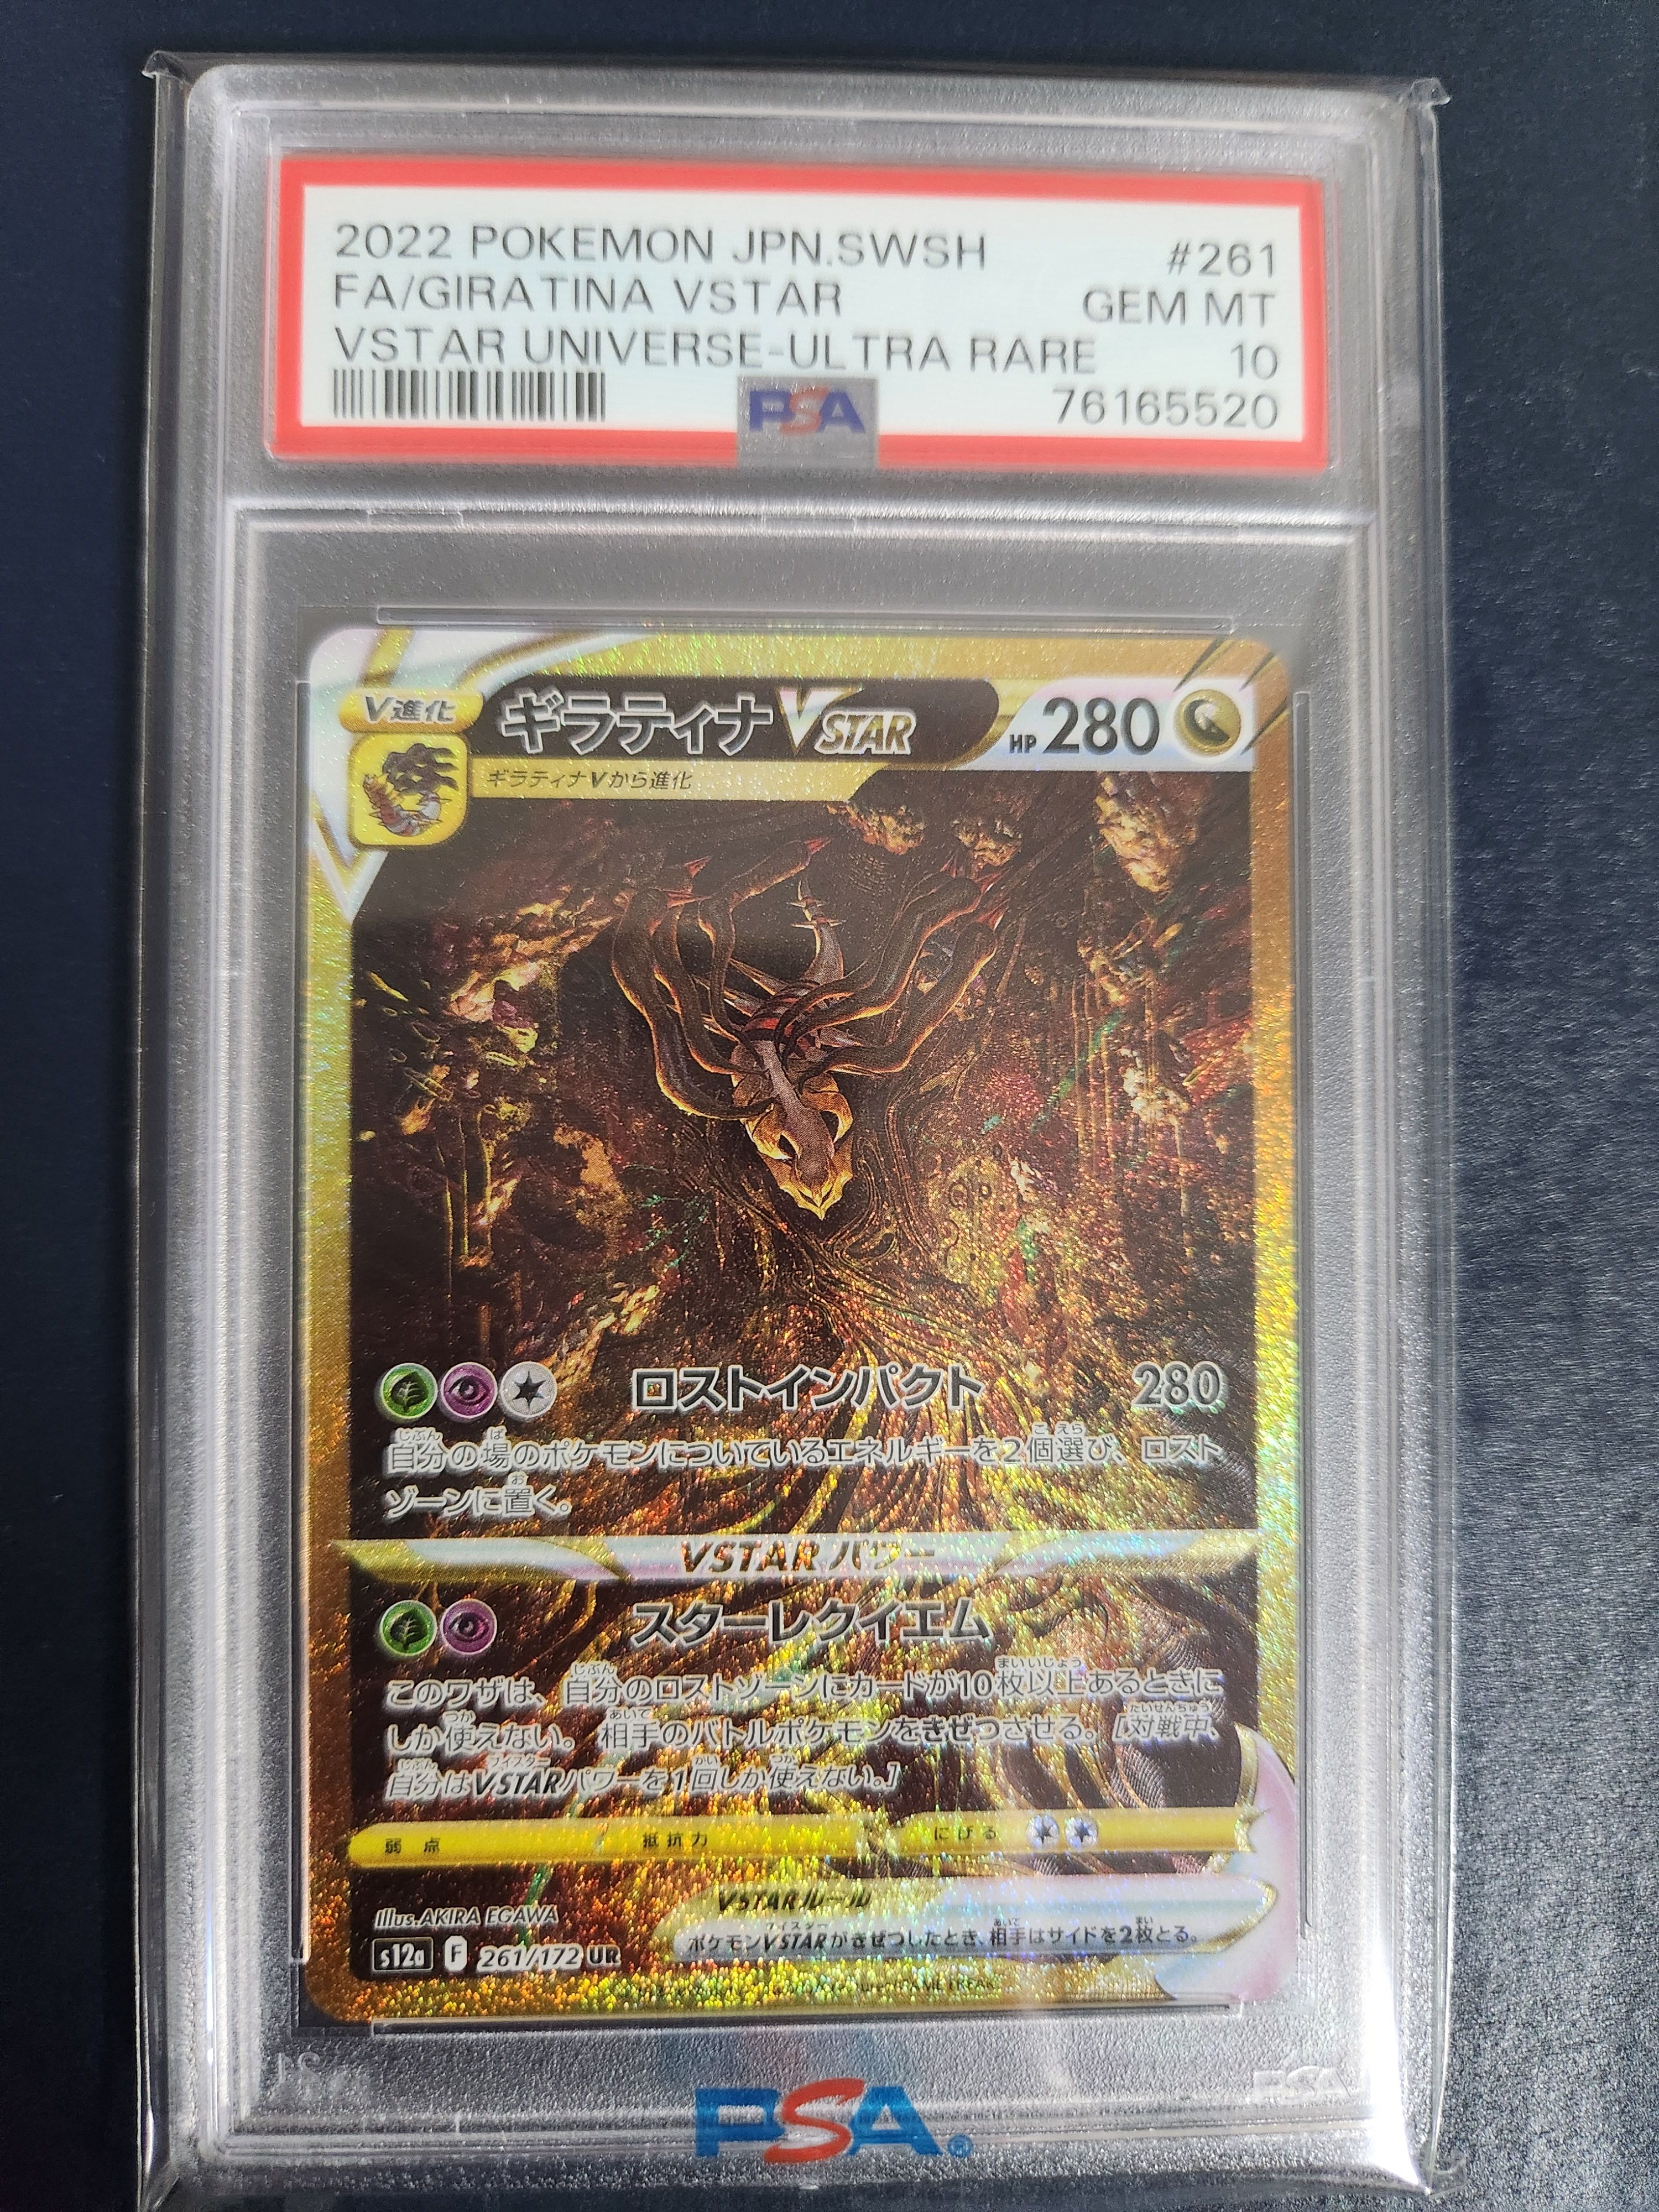 2022 POKEMON JPN.SWSH #261
FA/GIRATINA VSTAR GEM MT
VSTAR UNIVERSE-ULTRA RARE 10
PSA 76165520
V進化 ギラティナVSTAR HP 280
ギラティナVから進化
ロストインパクト 280
自分の場のポケモンについているエネルギーを2個選び、ロスト
ゾーンに置く。
VSTARパワー
スターレクイエム
このワザは、自分のロストゾーンにカードが10枚以上あるときに
しか使えない。相手のバトルポケモンをきぜつさせる。[対戦中、
自分はVSTARパワーを1回しか使えない。]
弱点 抵抗力 にげる
VSTARルール
Illus. AKIRA EGAWA
ポケモンVSTARがきぜつしたとき、相手はサイドを2枚とる。
s12a F 261/172 UR
PSA
PSA®